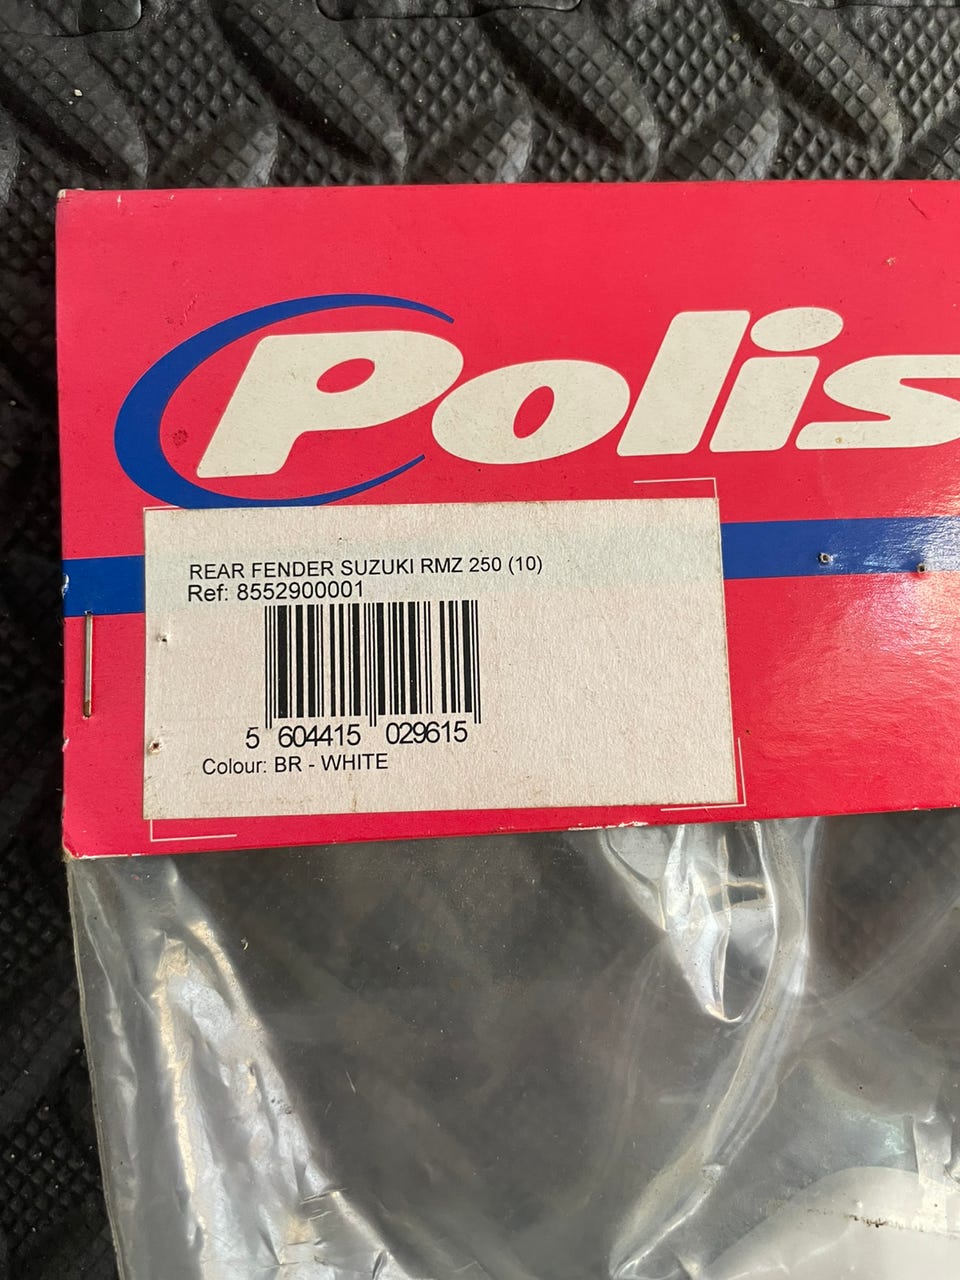 Polis
REAR FENDER SUZUKI RMZ 250 (10)
Ref: 8552900001
5 604415 029615
Colour: BR - WHITE